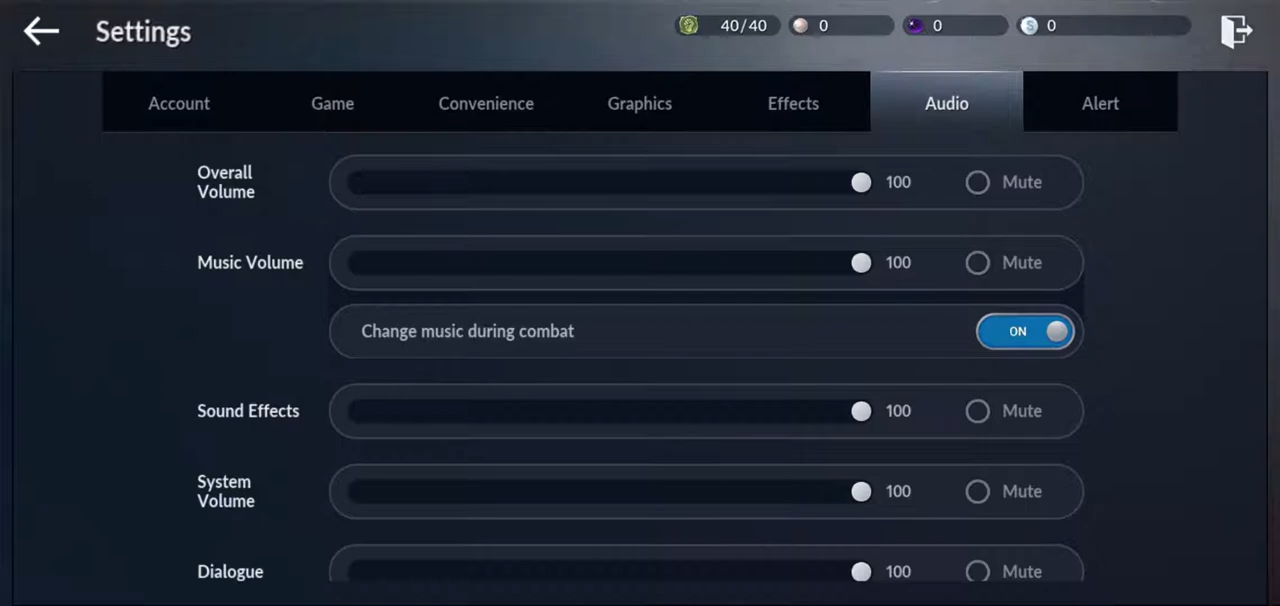 Settings
40/40 0 0 0
Account Game Convenience Graphics Effects Audio Alert
Overall
Volume
100 Mute
Music Volume 100 Mute
Change music during combat ON
Sound Effects 100 Mute
System
Volume
100 Mute
Dialogue 100 Mute